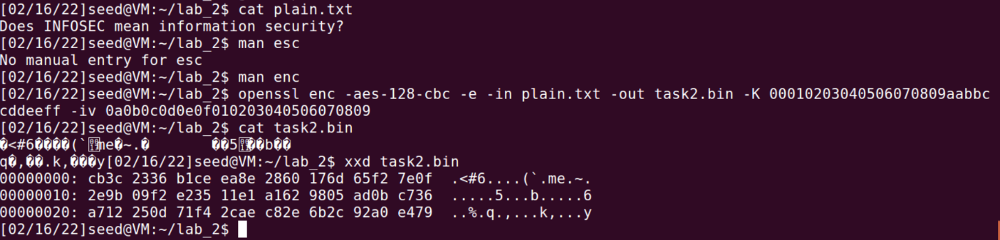 [02/16/22]seed@VM:~/lab_2$ cat plain.txt
Does INFOSEC mean information security?
[02/16/22]seed@VM:~/lab_2$ man esc
No manual entry for esc
[02/16/22]seed@VM:~/lab_2$ man enc
[02/16/22]seed@VM:~/lab_2$ openssl enc -aes-128-cbc -e -in plain.txt -out task2.bin -K 00010203040506070809aabbc
cddeeff -iv 0a0b0c0d0e0f010203040506070809
[02/16/22]seed@VM:~/lab_2$ cat task2.bin
�<#6����(`me�~.� ��5��b��
q�,��.k,���y[02/16/22]seed@VM:~/lab_2$ xxd task2.bin
00000000: cb3c 2336 b1ce ea8e 2860 176d 65f2 7e0f .<#6....(`.me.~.
00000010: 2e9b 09f2 e235 11e1 a162 9805 ad0b c736 .....5...b.....6
00000020: a712 250d 71f4 2cae c82e 6b2c 92a0 e479 ..%.q.,...k,...y
[02/16/22]seed@VM:~/lab_2$